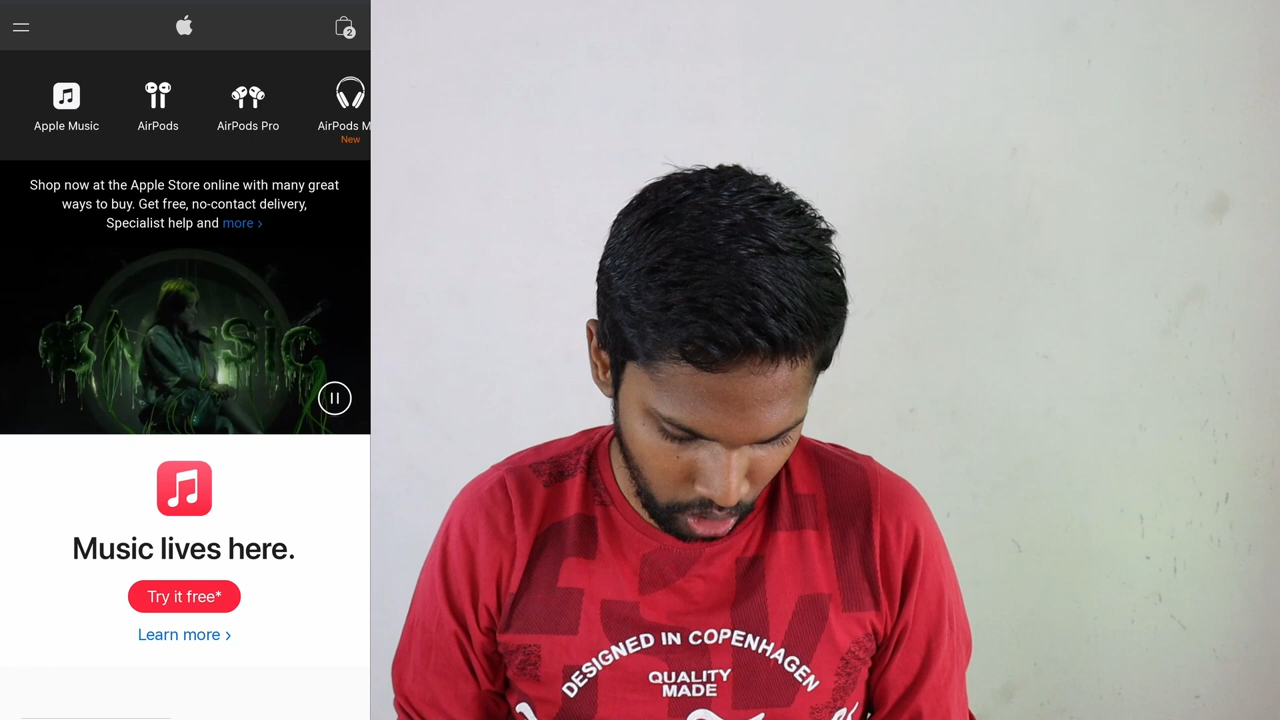 2
Apple Music
AirPods
AirPods Pro
AirPods M
New
Shop now at the Apple Store online with many great
ways to buy. Get free, no-contact delivery,
Specialist help and more >
Music
Music lives here.
Try it free*
Learn more >
DESIGNED IN COPENHAGEN
QUALITY
MADE